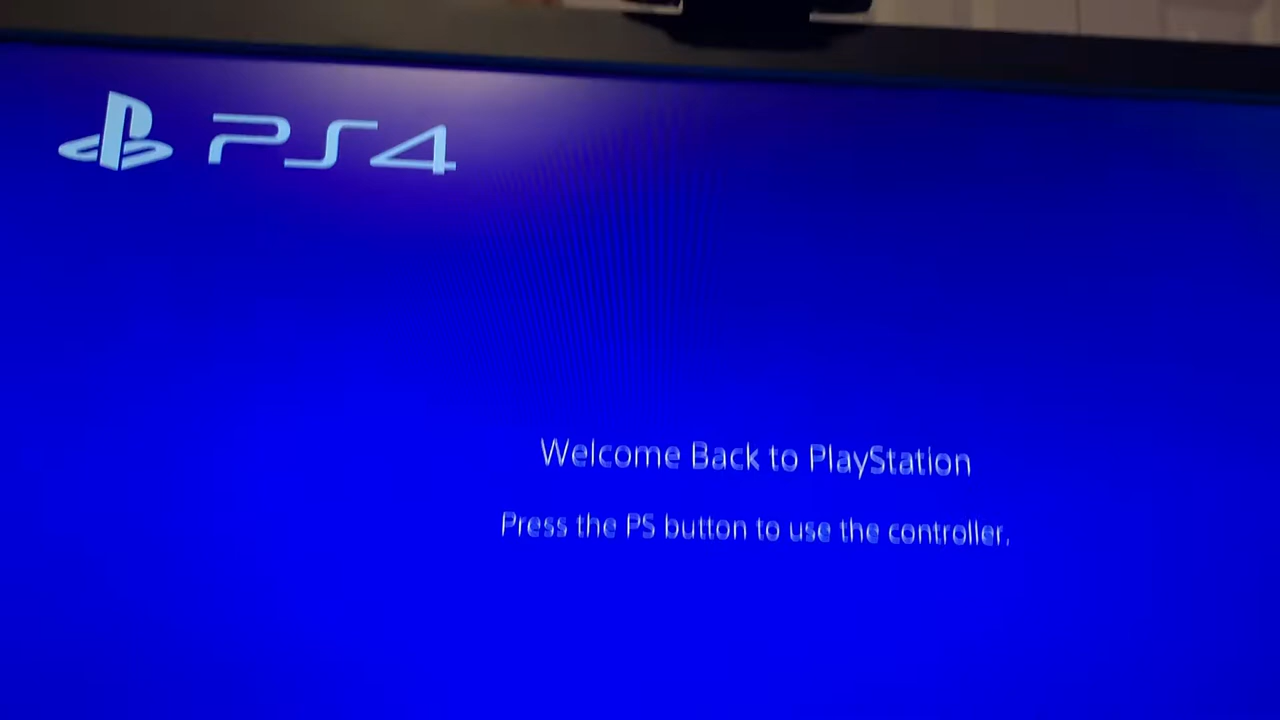 PS4
Welcome Back to PlayStation
Press the PS button to use the controller.